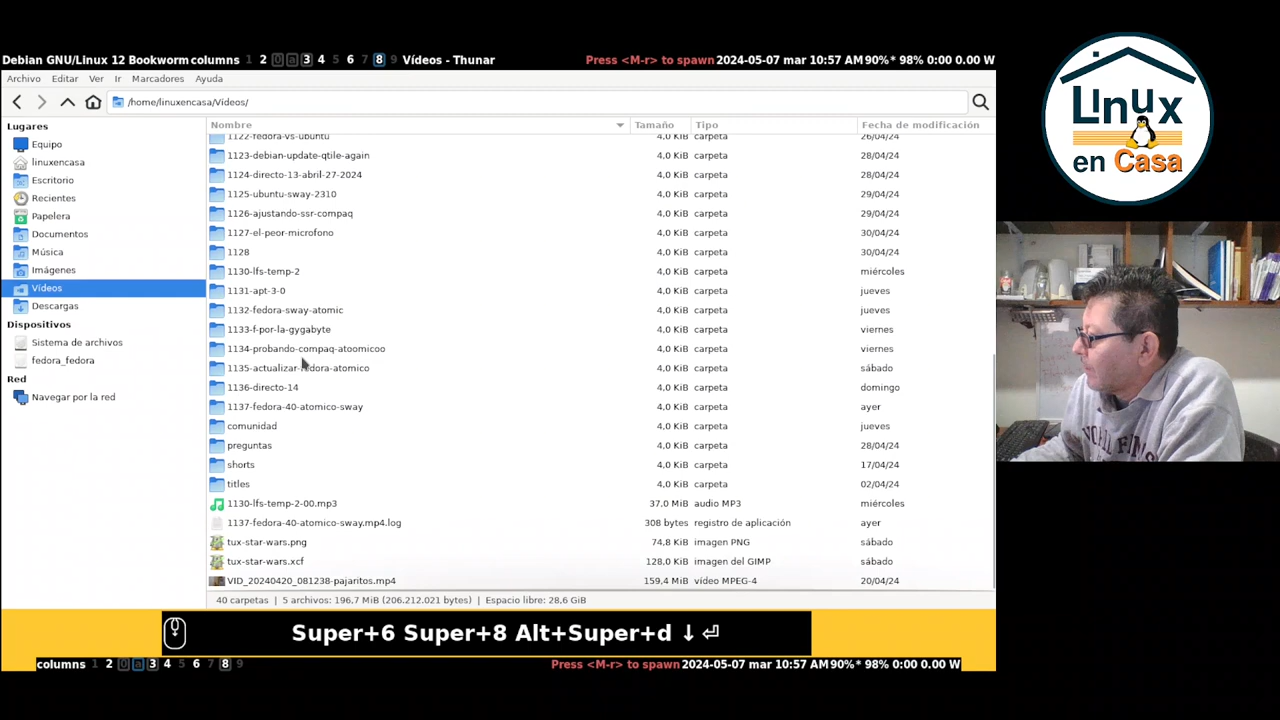 Debian GNU/Linux 12 Bookworm columns 1 2 0 a 3 4 5 6 7 8 9 Vídeos - Thunar Press <M-r> to spawn 2024-05-07 mar 10:57 AM 90%* 98% 0:00 0.00 W
Archivo Editar Ver Ir Marcadores Ayuda
/home/linuxencasa/Vídeos/
Lugares
Equipo
linuxencasa
Escritorio
Recientes
Papelera
Documentos
Música
Imágenes
Vídeos
Descargas
Dispositivos
Sistema de archivos
fedora_fedora
Red
Navegar por la red
Nombre Tamaño Tipo Fecha de modificación
1122-fedora-vs-ubuntu 4,0 KiB carpeta 26/04/24
1123-debian-update-qtile-again 4,0 KiB carpeta 28/04/24
1124-directo-13-abril-27-2024 4,0 KiB carpeta 28/04/24
1125-ubuntu-sway-2310 4,0 KiB carpeta 29/04/24
1126-ajustando-ssr-compaq 4,0 KiB carpeta 29/04/24
1127-el-peor-microfono 4,0 KiB carpeta 30/04/24
1128 4,0 KiB carpeta 30/04/24
1130-lfs-temp-2 4,0 KiB carpeta miércoles
1131-apt-3-0 4,0 KiB carpeta jueves
1132-fedora-sway-atomic 4,0 KiB carpeta jueves
1133-f-por-la-gygabyte 4,0 KiB carpeta viernes
1134-probando-compaq-atoomicoo 4,0 KiB carpeta viernes
1135-actualizar-fedora-atomico 4,0 KiB carpeta sábado
1136-directo-14 4,0 KiB carpeta domingo
1137-fedora-40-atomico-sway 4,0 KiB carpeta ayer
comunidad 4,0 KiB carpeta jueves
preguntas 4,0 KiB carpeta 28/04/24
shorts 4,0 KiB carpeta 17/04/24
titles 4,0 KiB carpeta 02/04/24
1130-lfs-temp-2-00.mp3 37,0 MiB audio MP3 miércoles
1137-fedora-40-atomico-sway.mp4.log 308 bytes registro de aplicación ayer
tux-star-wars.png 74,8 KiB imagen PNG sábado
tux-star-wars.xcf 128,0 KiB imagen del GIMP sábado
VID_20240420_081238-pajaritos.mp4 159,4 MiB vídeo MPEG-4 20/04/24
40 carpetas | 5 archivos: 196,7 MiB (206.212.021 bytes) | Espacio libre: 28,6 GiB
Super+6 Super+8 Alt+Super+d ↓ ⏎
columns 1 2 0 a 3 4 5 6 7 8 9 Press <M-r> to spawn 2024-05-07 mar 10:57 AM 90%* 98% 0:00 0.00 W
Linux
en Casa